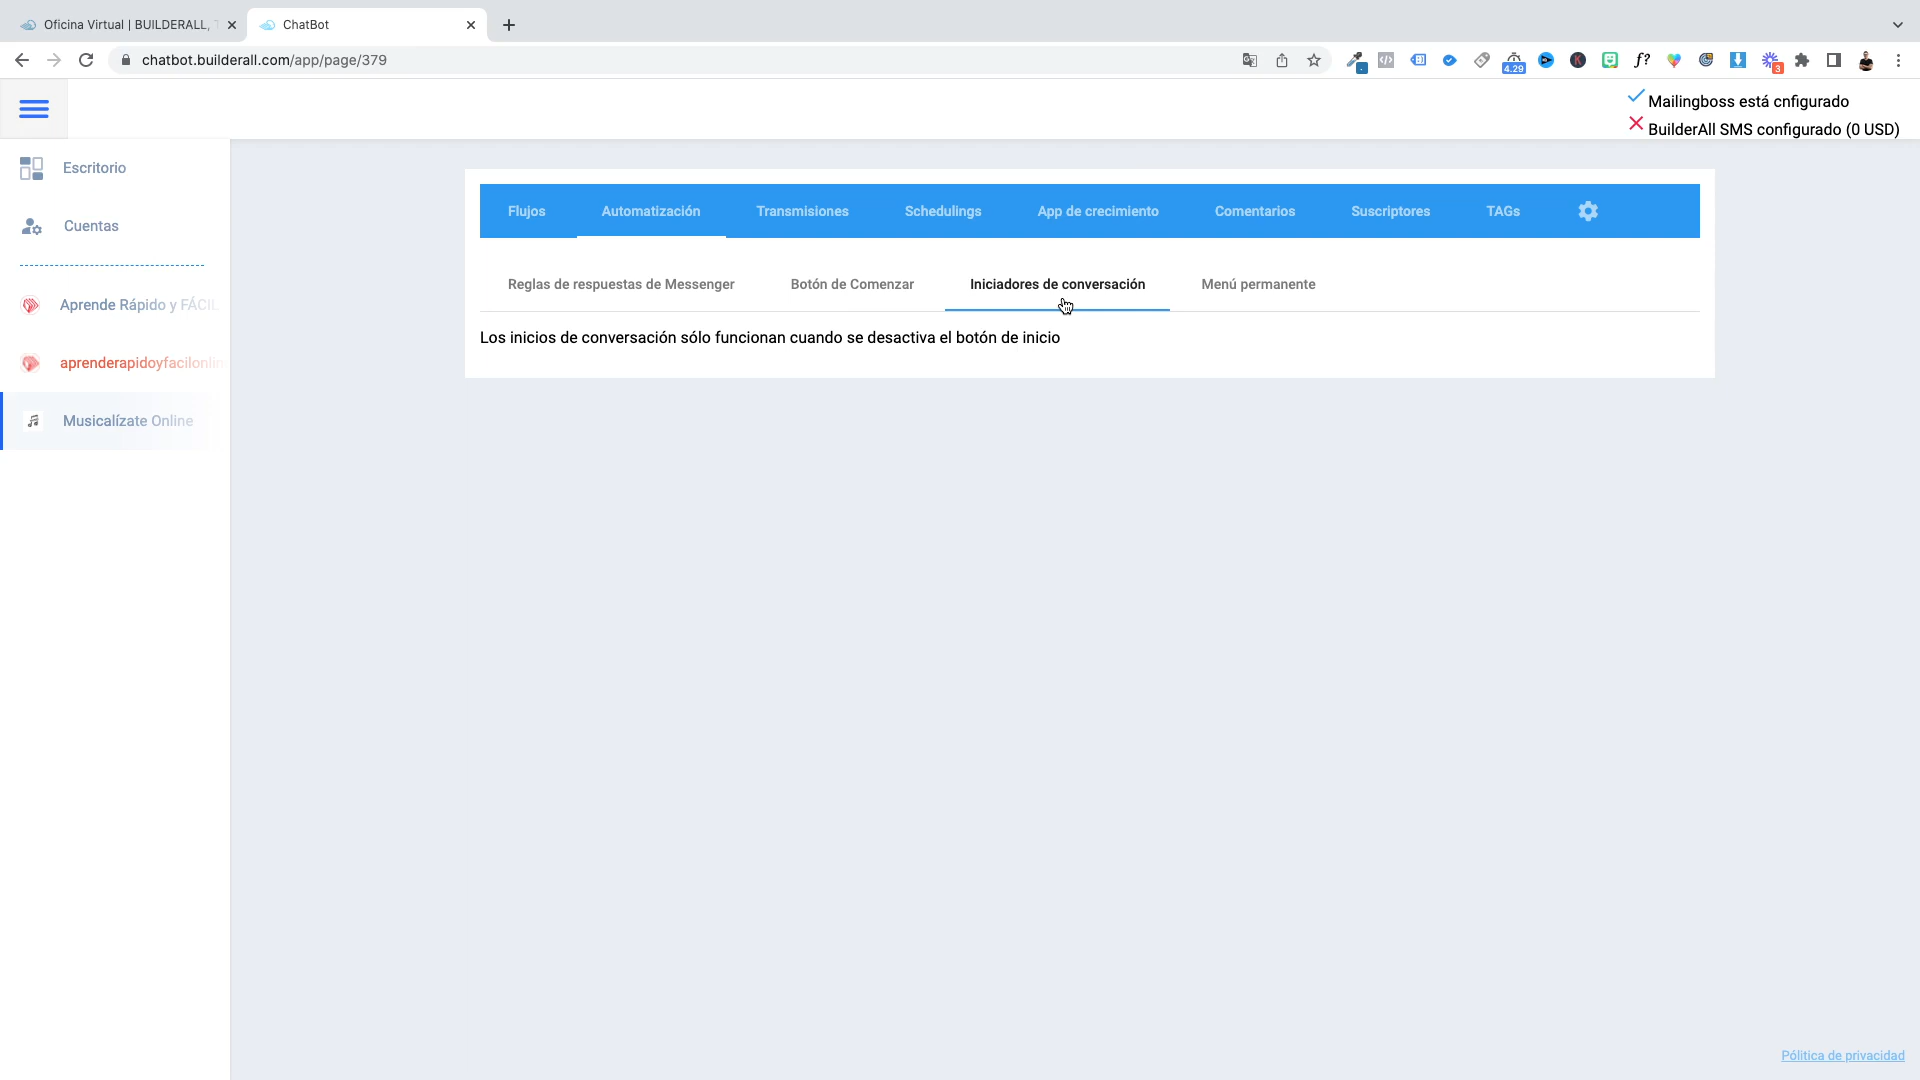 Oficina Virtual | BUILDERALL,
ChatBot
chatbot.builderall.com/app/page/379
4.29
f?
3
Mailingboss está cnfigurado
BuilderAll SMS configurado (0 USD)
Escritorio
Cuentas
Aprende Rápido y FÁCIL
aprenderapidoyfacilonlin
Musicalízate Online
Flujos
Automatización
Transmisiones
Schedulings
App de crecimiento
Comentarios
Suscriptores
TAGs
Reglas de respuestas de Messenger
Botón de Comenzar
Iniciadores de conversación
Menú permanente
Los inicios de conversación sólo funcionan cuando se desactiva el botón de inicio
Pólitica de privacidad